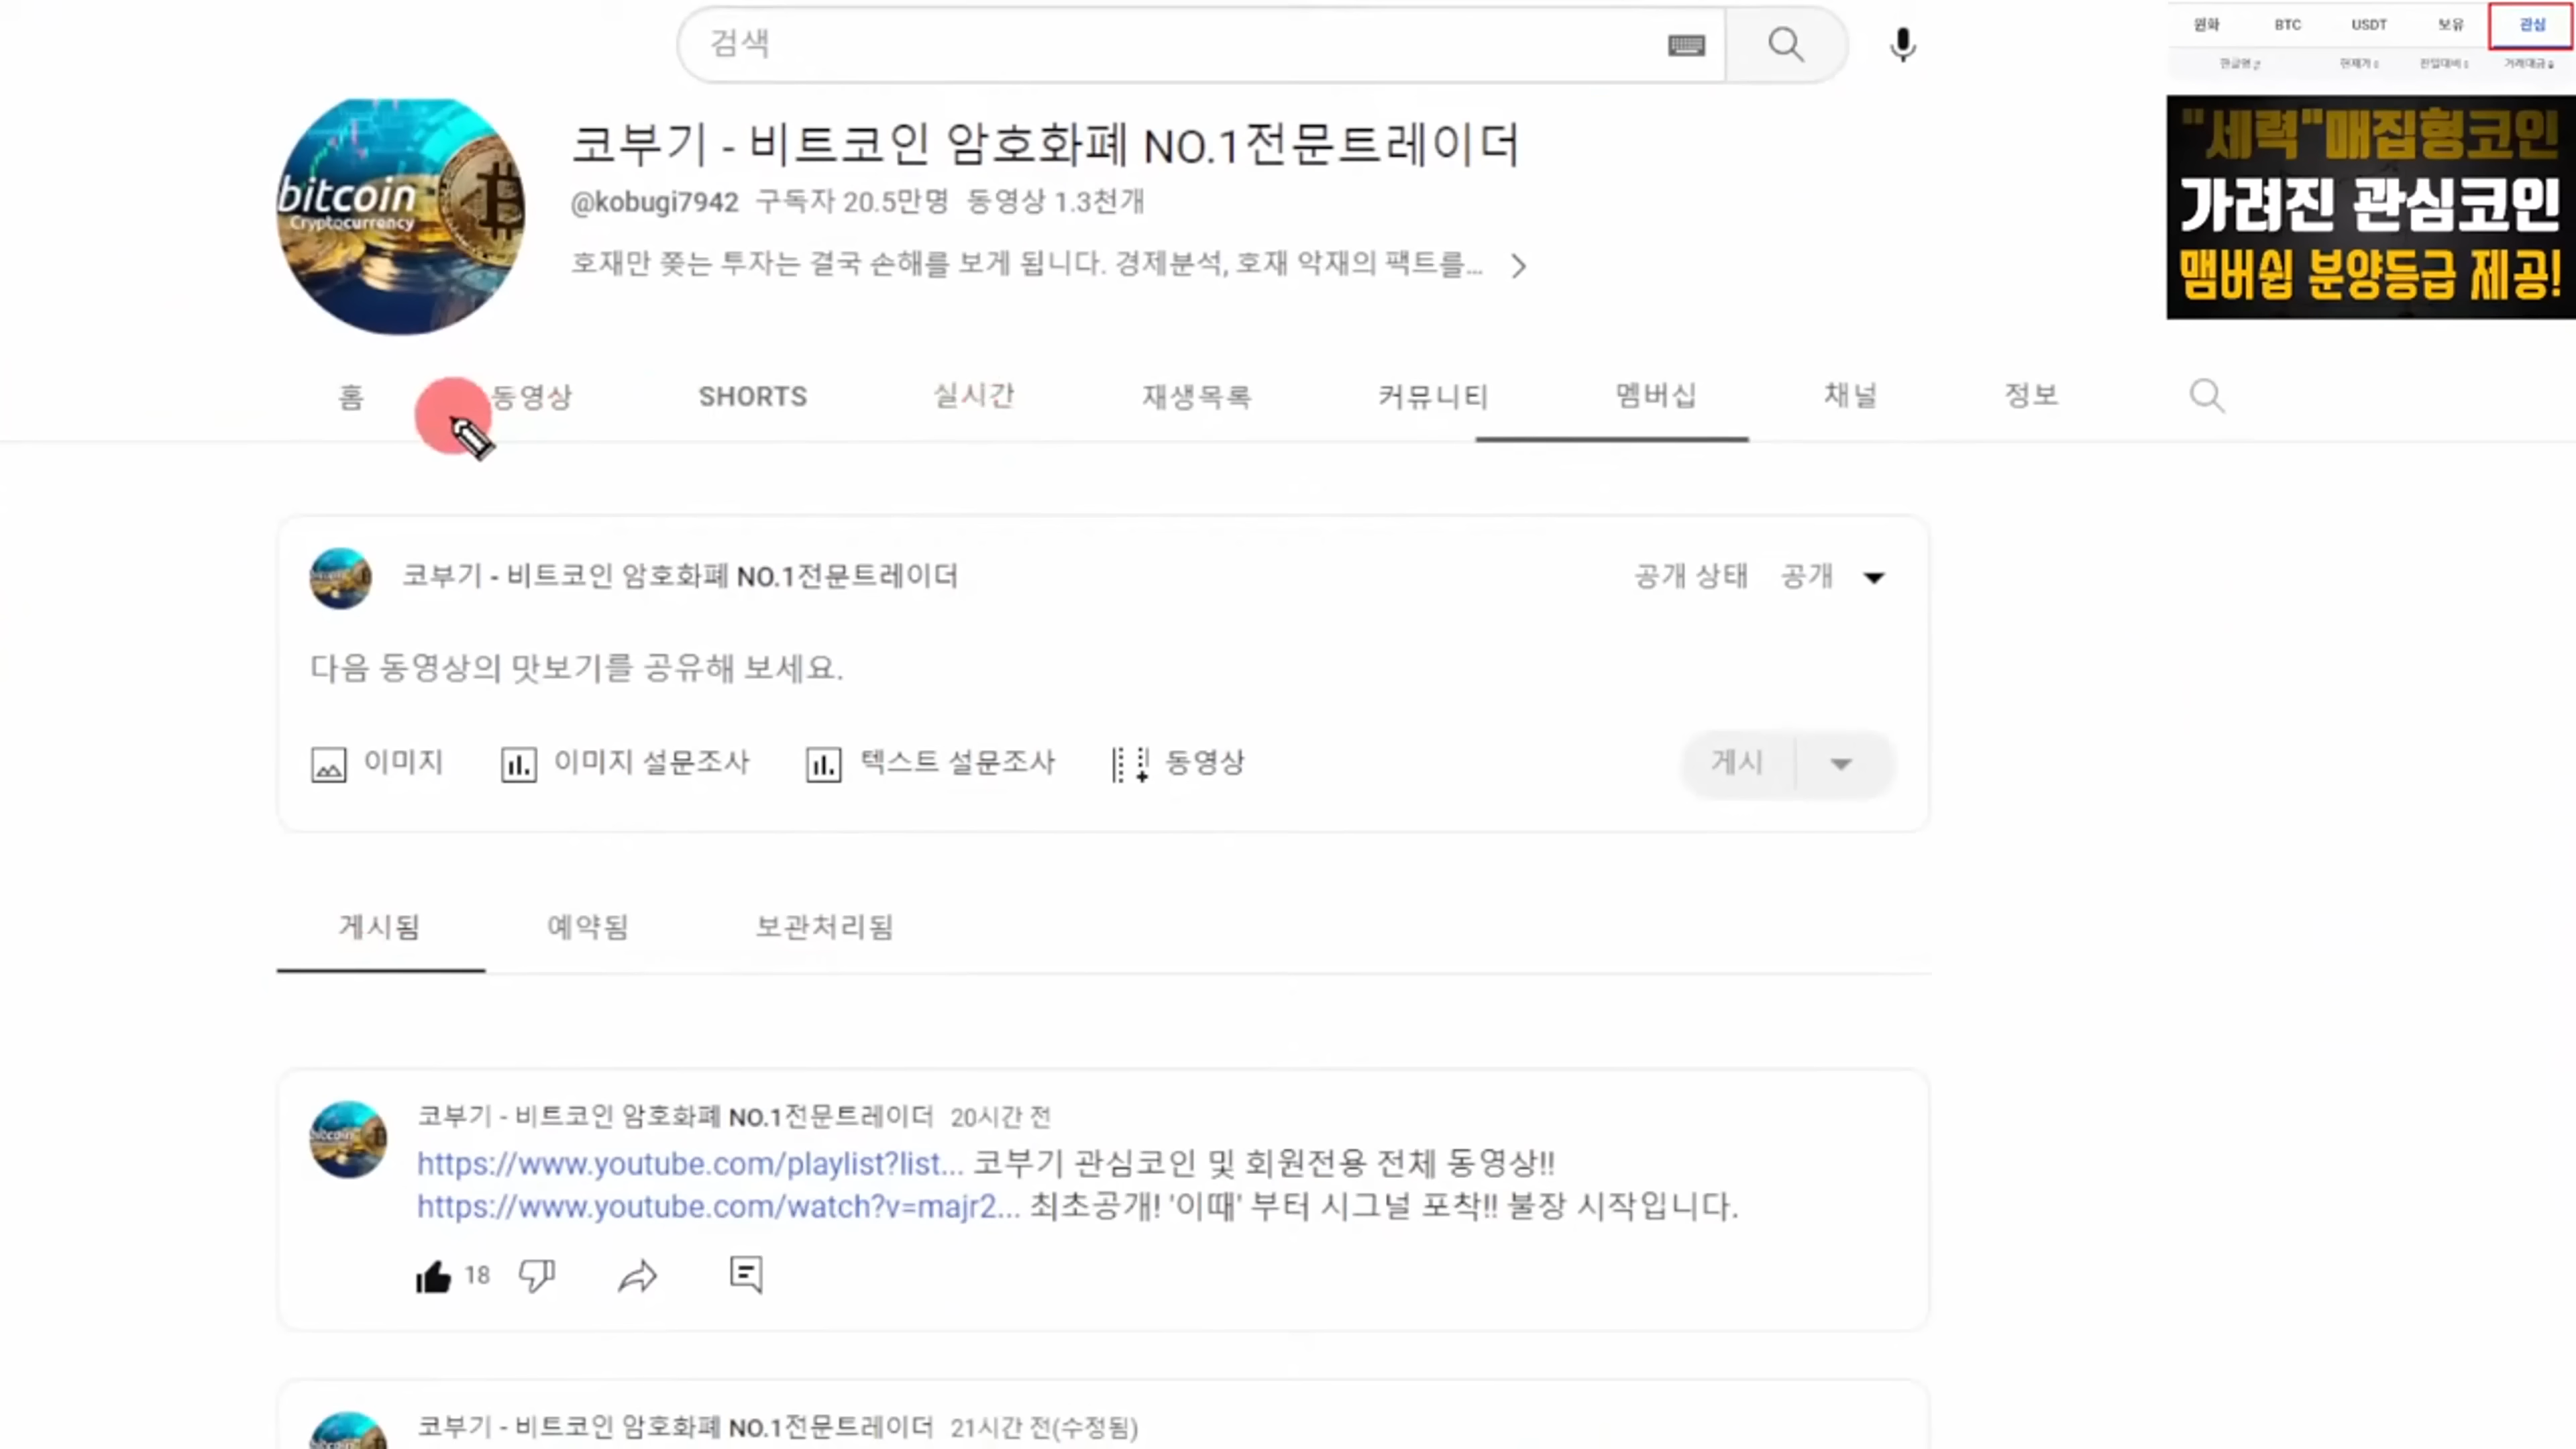 검색
원화 BTC USDT 보유 관심
한글명 현재가 전일대비 거래대금
"세력"매집형코인
가려진 관심코인
맴버쉽 분양등급 제공!
bitcoin
Cryptocurrency
코부기 - 비트코인 암호화폐 NO.1전문트레이더
@kobugi7942 구독자 20.5만명 동영상 1.3천개
호재만 쫒는 투자는 결국 손해를 보게 됩니다. 경제분석, 호재 악재의 팩트를...
홈 동영상 SHORTS 실시간 재생목록 커뮤니티 멤버십 채널 정보
코부기 - 비트코인 암호화폐 NO.1전문트레이더 공개 상태 공개
다음 동영상의 맛보기를 공유해 보세요.
이미지 이미지 설문조사 텍스트 설문조사 동영상 게시
게시됨 예약됨 보관처리됨
코부기 - 비트코인 암호화폐 NO.1전문트레이더 20시간 전
https://www.youtube.com/playlist?list... 코부기 관심코인 및 회원전용 전체 동영상!!
https://www.youtube.com/watch?v=majr2... 최초공개! '이때' 부터 시그널 포착!! 불장 시작입니다.
18
코부기 - 비트코인 암호화폐 NO.1전문트레이더 21시간 전(수정됨)